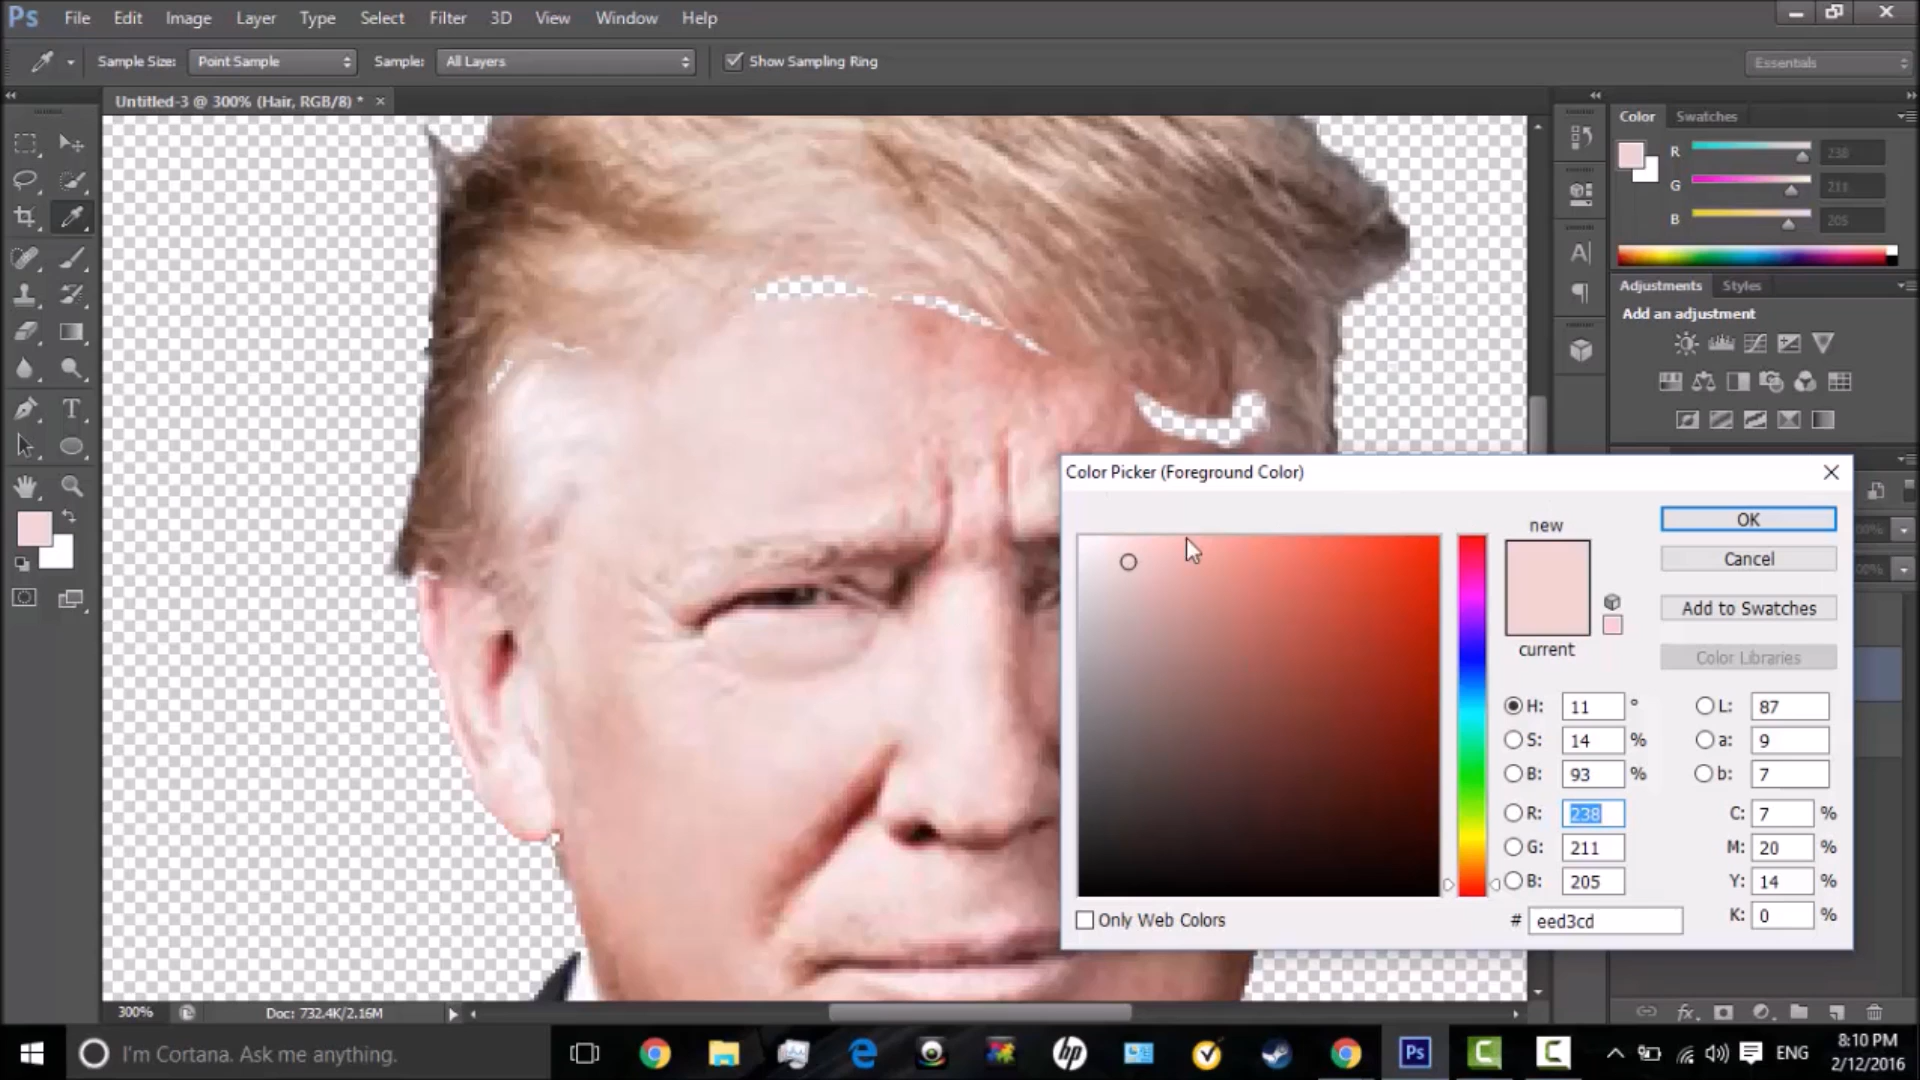 Ps File Edit Image Layer Type Select Filter 3D View Window Help
Sample Size: Point Sample Sample: All Layers Show Sampling Ring Essentials
Untitled-3 @ 300% (Hair, RGB/8) * ×
Color Swatches
R 238
G 211
B 205
Adjustments Styles
Add an adjustment
Color Picker (Foreground Color)
new
current
OK
Cancel
Add to Swatches
Color Libraries
H: 11 ° L: 87
S: 14 % a: 9
B: 93 % b: 7
R: 238 C: 7 %
G: 211 M: 20 %
B: 205 Y: 14 %
# eed3cd K: 0 %
Only Web Colors
300% Doc: 732.4K/2.16M
I'm Cortana. Ask me anything.
hp
Ps
ENG
8:10 PM
2/12/2016